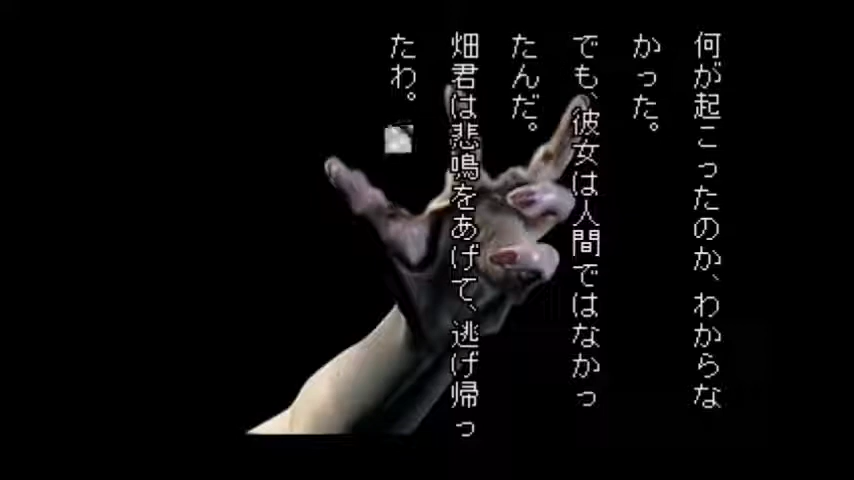 何が起こったのか、わからな
かった。
でも、彼女は人間ではなかっ
たんだ。
畑君は悲鳴をあげて、逃げ帰っ
たわ。